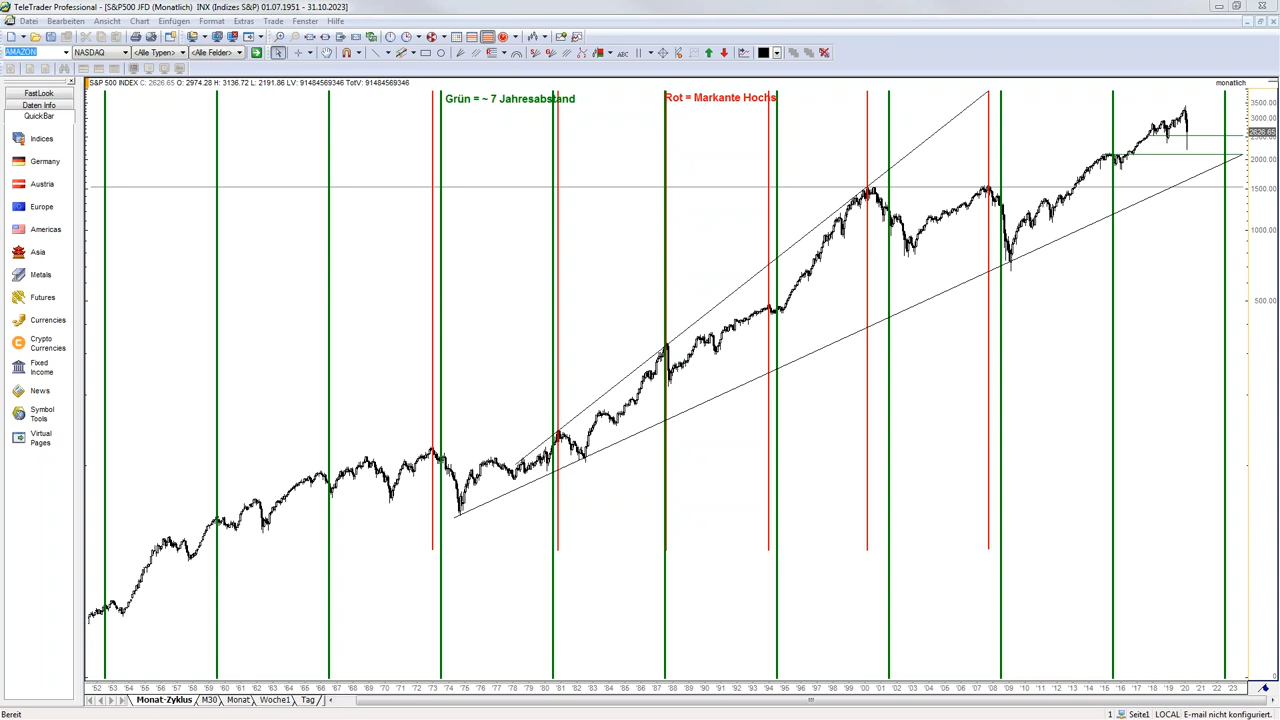 TeleTrader Professional - [S&P500 JFD (Monatlich) INX (Indizes S&P) 01.07.1951 - 31.10.2023]
Datei Bearbeiten Ansicht Chart Einfügen Format Extras Trade Fenster Hilfe
AMAZON NASDAQ <Alle Typen> <Alle Felder>
ABC
S&P 500 INDEX C: 2626.65 O: 2974.28 H: 3136.72 L: 2191.86 LV: 91484569346 TotV: 91484569346
monatlich
FastLook
Daten Info
QuickBar
Indices
Germany
Austria
Europe
Americas
Asia
Metals
Futures
Currencies
Crypto
Currencies
Fixed
Income
News
Symbol
Tools
Virtual
Pages
Grün = ~ 7 Jahresabstand
Rot = Markante Hochs
3500.00
3000.00
2626.65
2500.00
2000.00
1500.00
1000.00
500.00
0
'52 '53 '54 '55 '56 '57 '58 '59 '60 '61 '62 '63 '64 '65 '66 '67 '68 '69 '70 '71 '72 '73 '74 '75 '76 '77 '78 '79 '80 '81 '82 '83 '84 '85 '86 '87 '88 '89 '90 '91 '92 '93 '94 '95 '96 '97 '98 '99 '00 '01 '02 '03 '04 '05 '06 '07 '08 '09 '10 '11 '12 '13 '14 '15 '16 '17 '18 '19 '20 '21 '22 '23
Monat-Zyklus M30 Monat Woche1 Tag
Bereit
1 Seite1 LOCAL E-mail nicht konfiguriert.